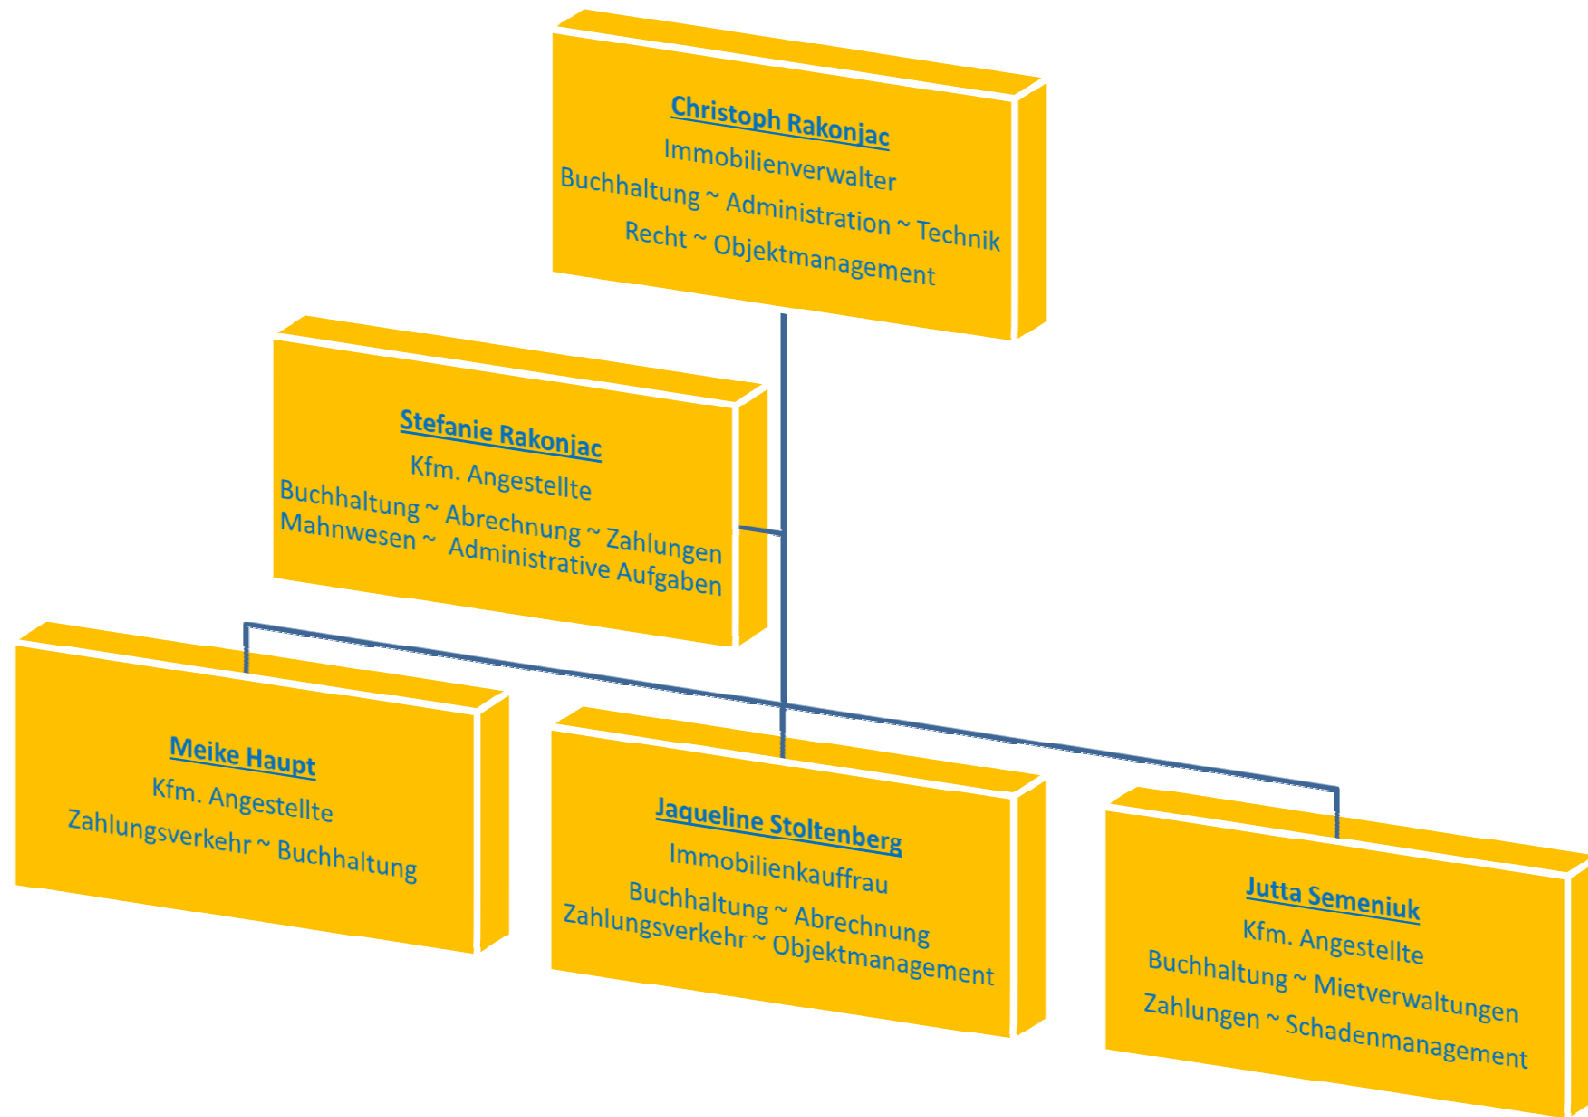 Christoph Rakonjac
Immobilienverwalter
Buchhaltung ~ Administration ~ Technik
Recht ~ Objektmanagement
Stefanie Rakonjac
Kfm. Angestellte
Buchhaltung ~ Abrechnung ~ Zahlungen
Mahnwesen ~ Administrative Aufgaben
Meike Haupt
Kfm. Angestellte
Zahlungsverkehr ~ Buchhaltung
Jaqueline Stoltenberg
Immobilienkauffrau
Buchhaltung ~ Abrechnung
Zahlungsverkehr ~ Objektmanagement
Jutta Semeniuk
Kfm. Angestellte
Buchhaltung ~ Mietverwaltungen
Zahlungen ~ Schadenmanagement